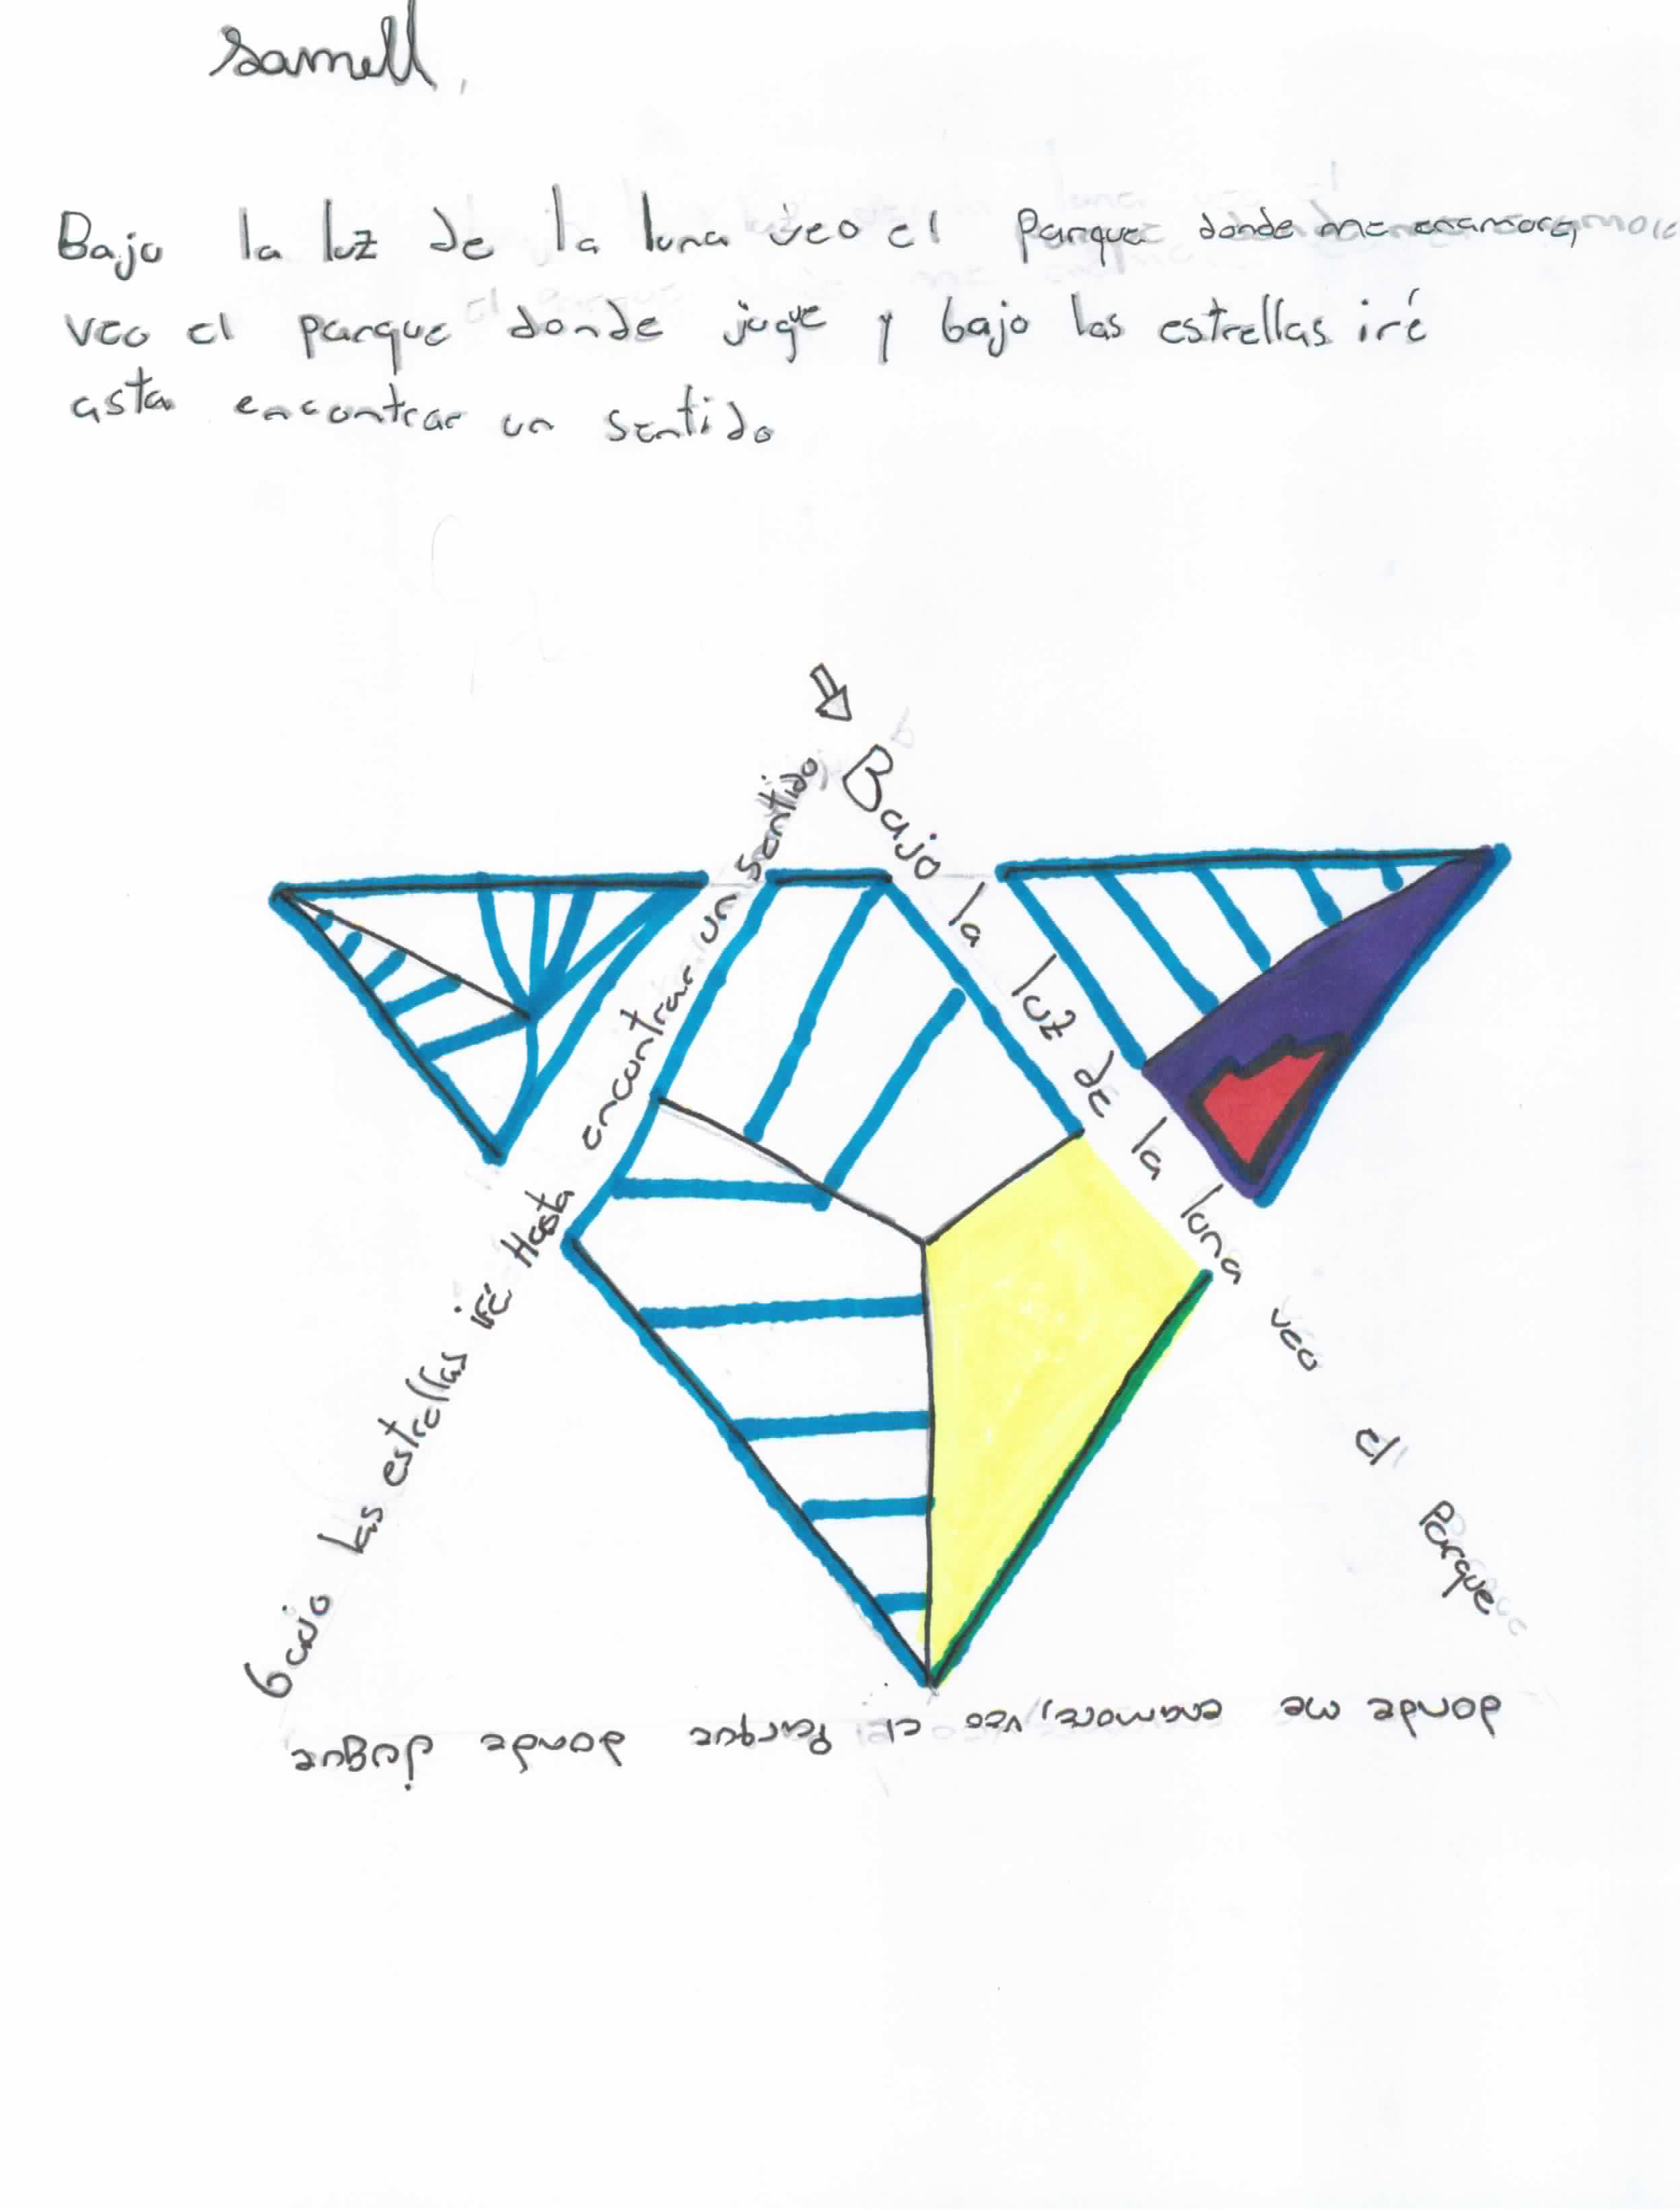 Samell,
Bajo la luz de la luna veo el parque donde me enamore,
veo el parque donde jugue y bajo las estrellas iré
asta encontrar un sentido
Bajo la luz de la luna veo el Parque
donde me enamore, veo el Parque donde jugue
bajo las estrellas iré Hasta encontrar un sentido,